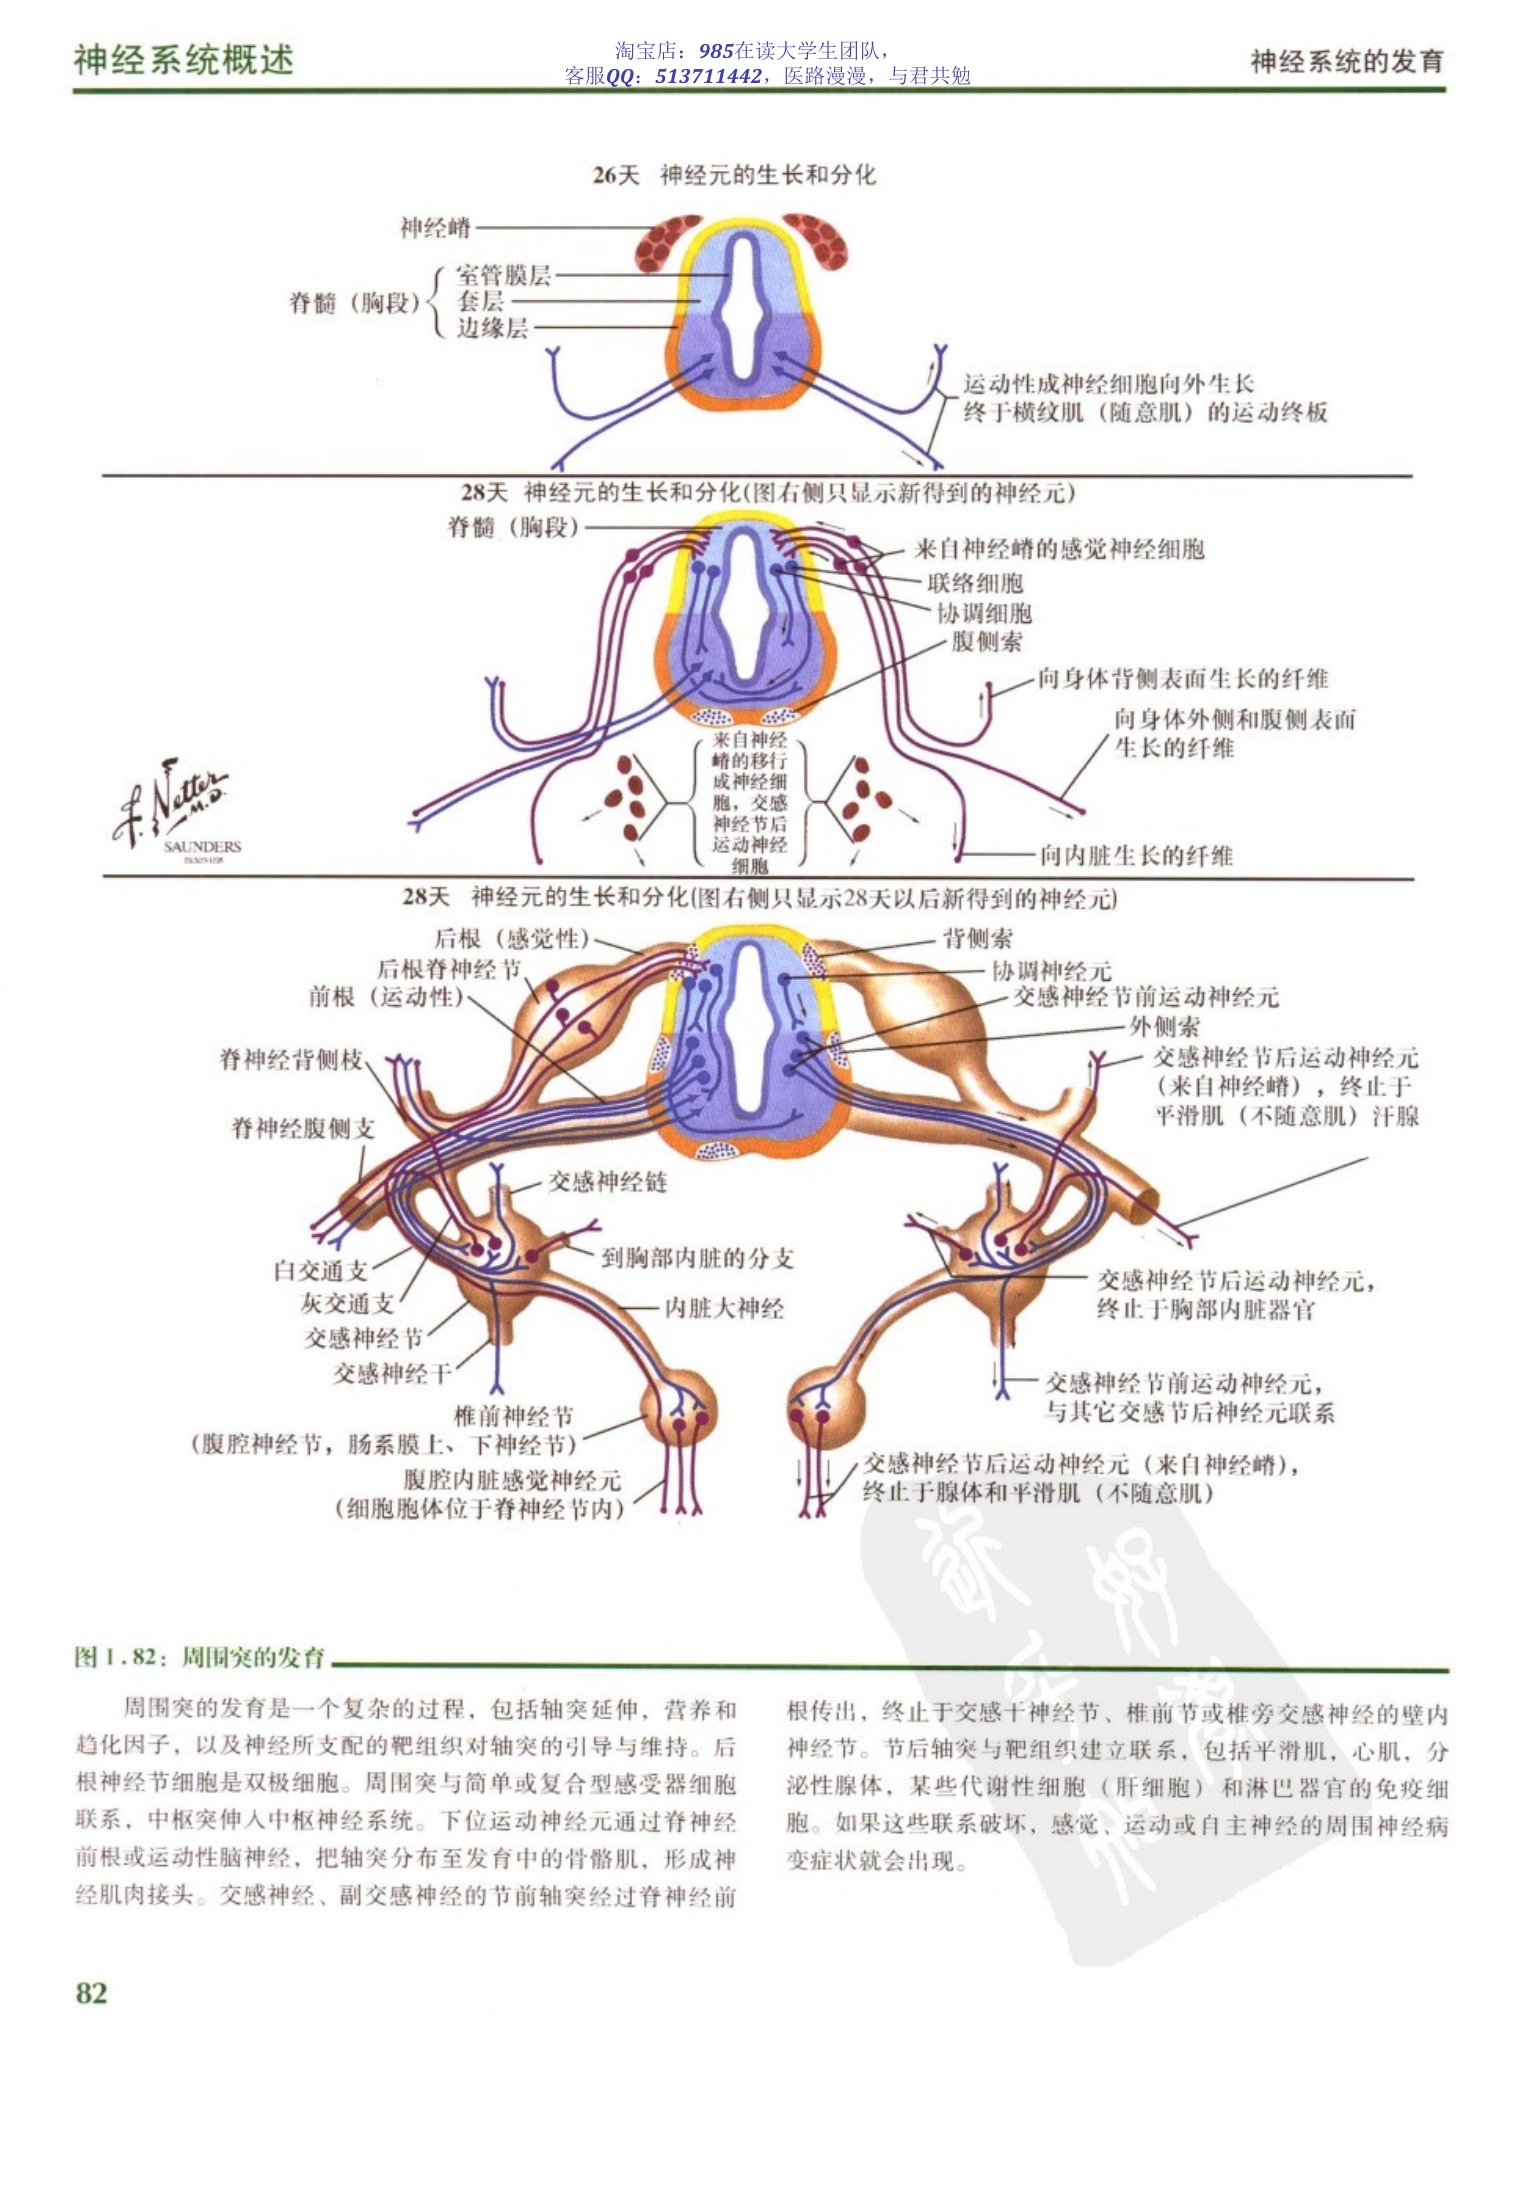 神经系统概述
淘宝店：985在读大学生团队，
客服QQ：513711442，医路漫漫，与君共勉
神经系统的发育
26天 神经元的生长和分化
神经嵴
脊髓（胸段）
室管膜层
套层
边缘层
运动性成神经细胞向外生长
终于横纹肌（随意肌）的运动终板
28天 神经元的生长和分化(图右侧只显示新得到的神经元)
脊髓（胸段）
来自神经嵴的感觉神经细胞
联络细胞
协调细胞
腹侧索
向身体背侧表面生长的纤维
向身体外侧和腹侧表面
生长的纤维
来自神经
嵴的移行
成神经细
胞，交感
神经节后
运动神经
细胞
向内脏生长的纤维
F. Netter
M.D.
SAUNDERS
28天 神经元的生长和分化(图右侧只显示28天以后新得到的神经元)
后根（感觉性）
后根脊神经节
前根（运动性）
脊神经背侧枝
脊神经腹侧支
背侧索
协调神经元
交感神经节前运动神经元
外侧索
交感神经节后运动神经元
（来自神经嵴），终止于
平滑肌（不随意肌）汗腺
交感神经链
到胸部内脏的分支
内脏大神经
白交通支
灰交通支
交感神经节
交感神经干
椎前神经节
（腹腔神经节，肠系膜上、下神经节）
腹腔内脏感觉神经元
（细胞胞体位于脊神经节内）
交感神经节后运动神经元，
终止于胸部内脏器官
交感神经节前运动神经元，
与其它交感节后神经元联系
交感神经节后运动神经元（来自神经嵴），
终止于腺体和平滑肌（不随意肌）
图 1.82：周围突的发育
周围突的发育是一个复杂的过程，包括轴突延伸，营养和
趋化因子，以及神经所支配的靶组织对轴突的引导与维持。后
根神经节细胞是双极细胞。周围突与简单或复合型感受器细胞
联系，中枢突伸入中枢神经系统。下位运动神经元通过脊神经
前根或运动性脑神经，把轴突分布至发育中的骨骼肌，形成神
经肌肉接头。交感神经、副交感神经的节前轴突经过脊神经前
根传出，终止于交感干神经节、椎前节或椎旁交感神经的壁内
神经节。节后轴突与靶组织建立联系，包括平滑肌，心肌，分
泌性腺体，某些代谢性细胞（肝细胞）和淋巴器官的免疫细
胞。如果这些联系破坏，感觉、运动或自主神经的周围神经病
变症状就会出现。
82